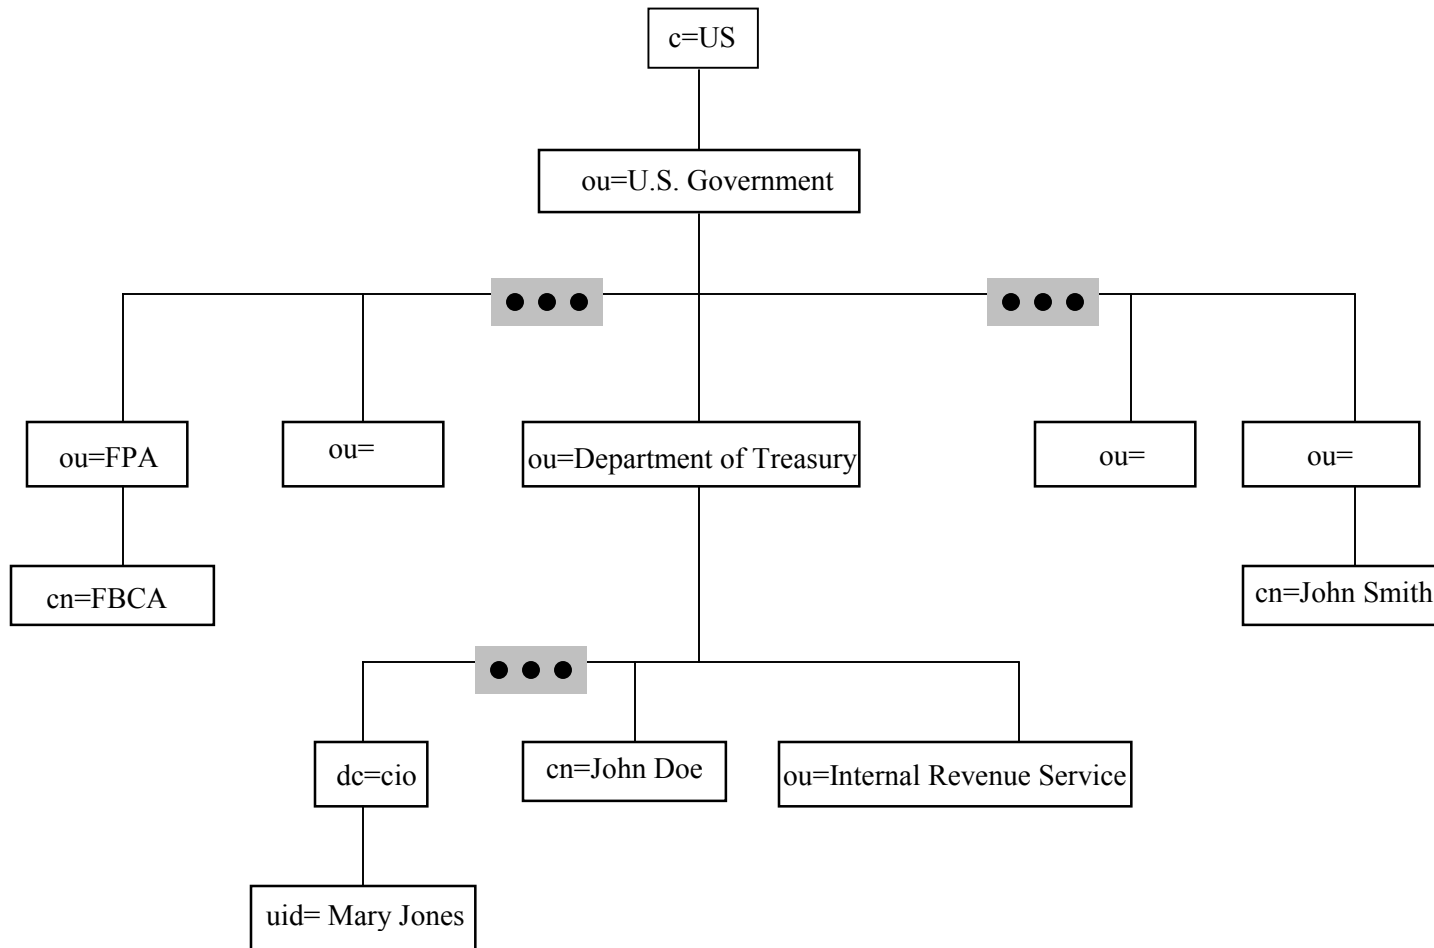 c=US
ou=U.S. Government
ou=FPA
ou=
ou=Department of Treasury
ou=
ou=
cn=FBCA
cn=John Smith
dc=cio
cn=John Doe
ou=Internal Revenue Service
uid= Mary Jones